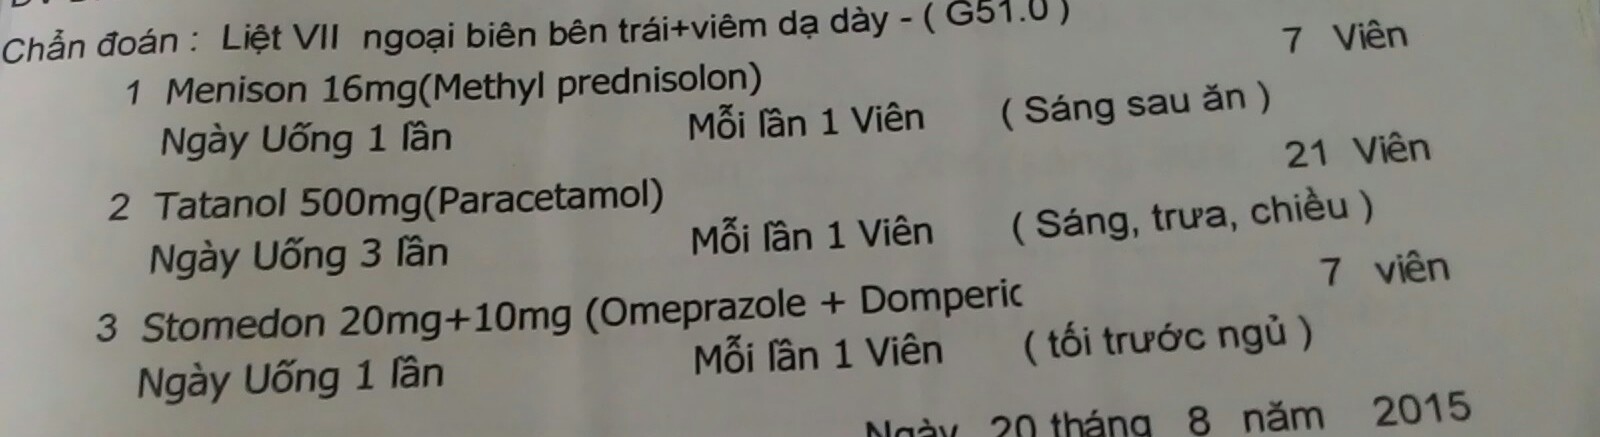 Chẩn đoán : Liệt VII ngoại biên bên trái+viêm dạ dày - ( G51.0 )
1 Menison 16mg(Methyl prednisolon) 7 Viên
Ngày Uống 1 lần Mỗi lần 1 Viên ( Sáng sau ăn )
2 Tatanol 500mg(Paracetamol) 21 Viên
Ngày Uống 3 lần Mỗi lần 1 Viên ( Sáng, trưa, chiều )
3 Stomedon 20mg+10mg (Omeprazole + Domperic 7 viên
Ngày Uống 1 lần Mỗi lần 1 Viên ( tối trước ngủ )
Ngày 20 tháng 8 năm 2015